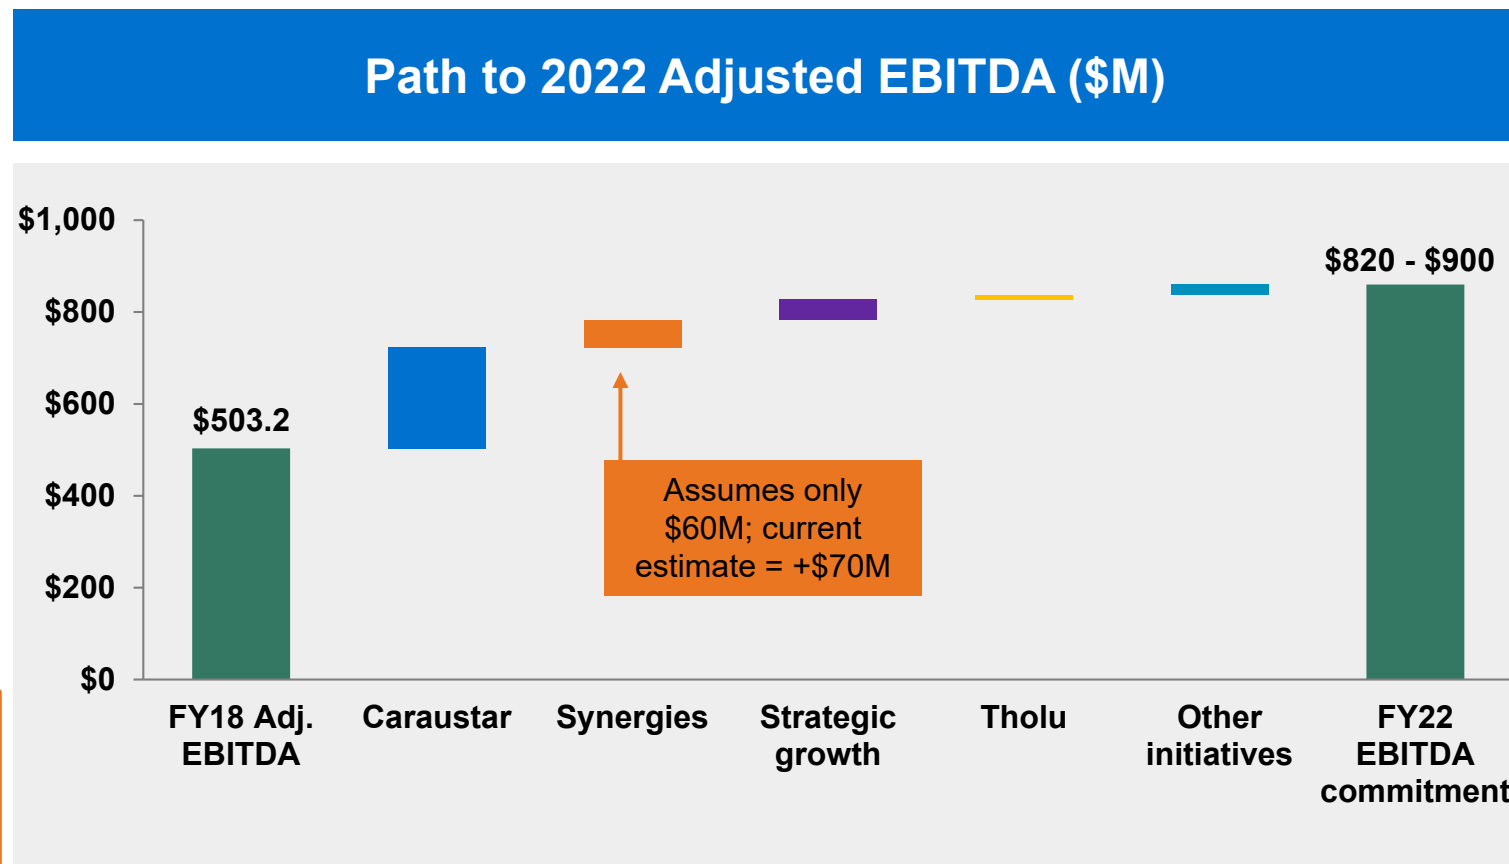 Path to 2022 Adjusted EBITDA ($M)
$1,000
$800
$600
$400
$200
$0
$503.2
$820 - $900
Assumes only
$60M; current
estimate = +$70M
FY18 Adj.
EBITDA
Caraustar
Synergies
Strategic
growth
Tholu
Other
initiatives
FY22
EBITDA
commitment